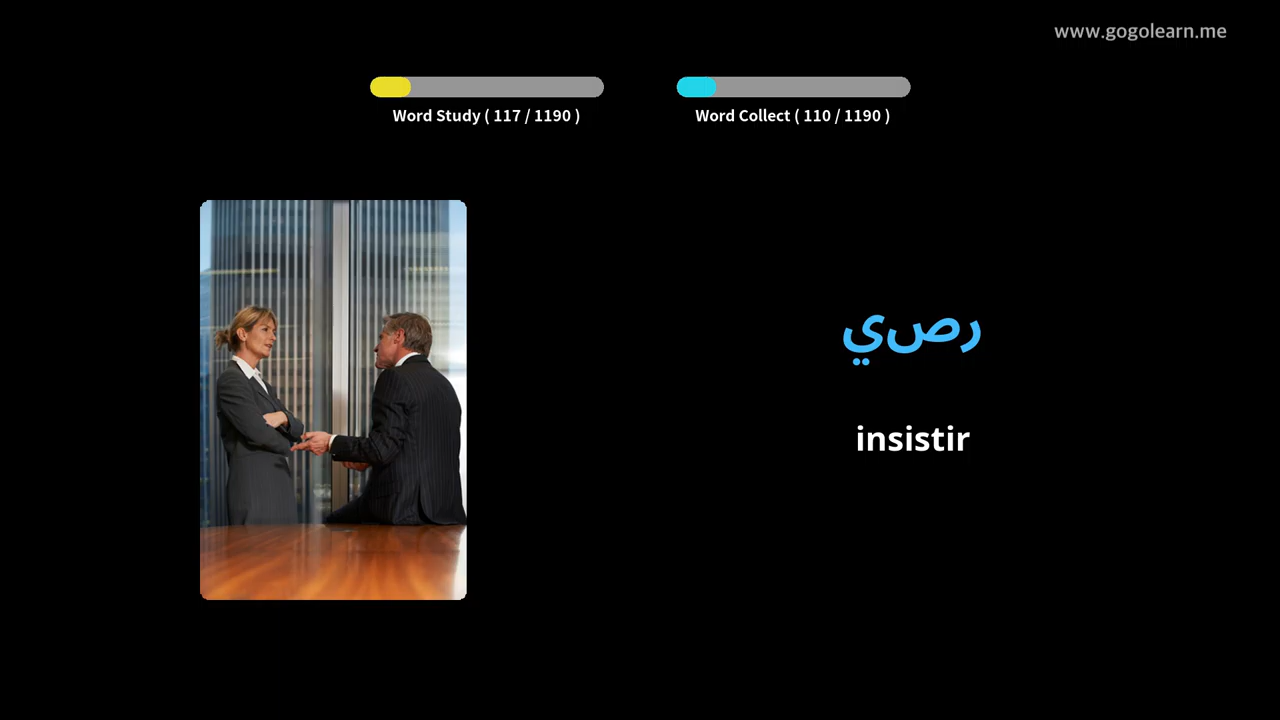 www.gogolearn.me
Word Study ( 117 / 1190 )
Word Collect ( 110 / 1190 )
رصي
insistir